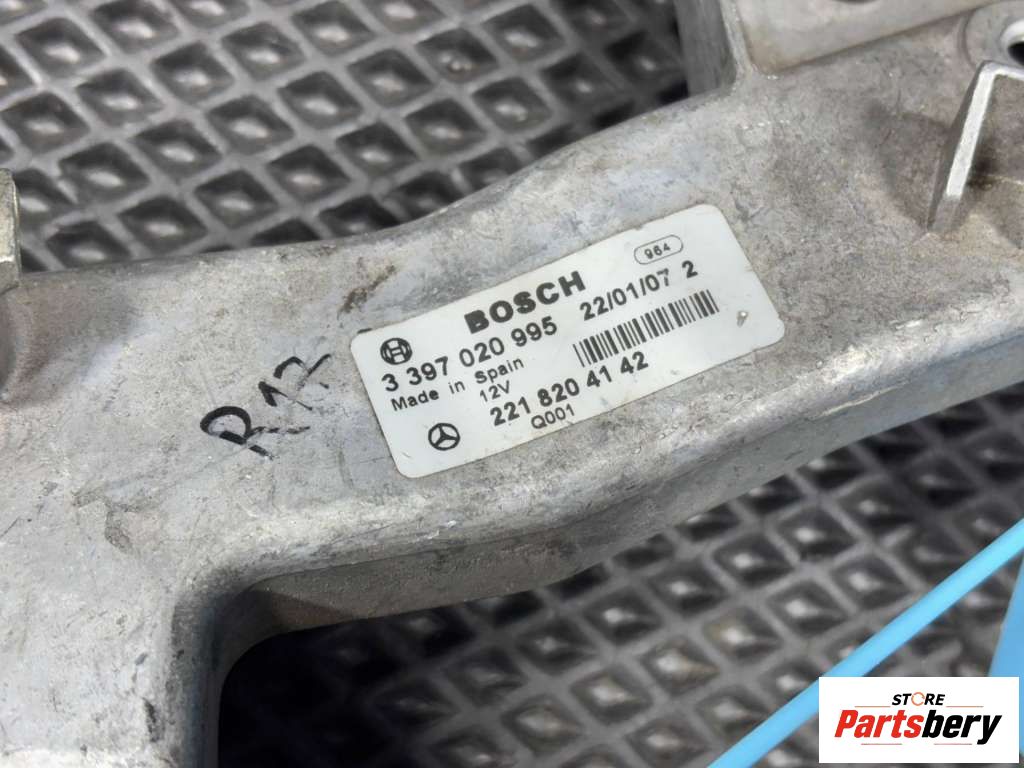 964
BOSCH
3 397 020 995 22/01/07 2
Made in Spain
12V
221 820 41 42
Q001
R17
STORE
Partsbery